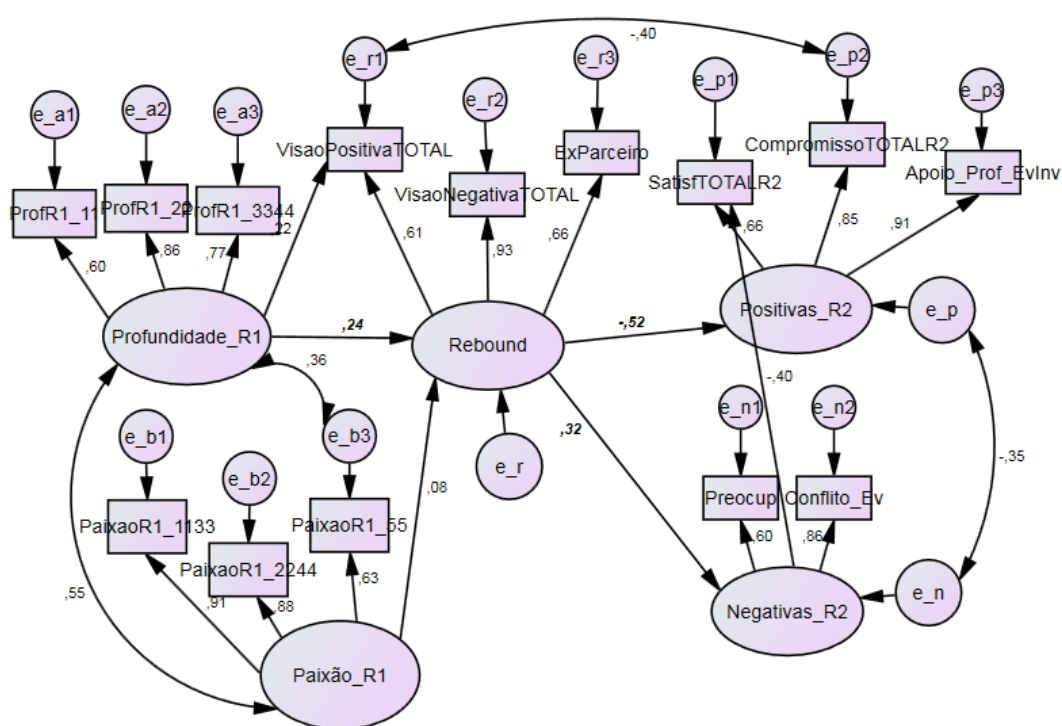 -,40
e_r1
e_r3
e_p2
e_p1
e_p3
e_a1
e_a2
e_a3
e_r2
VisaoPositivaTOTAL
ExParceiro
CompromissoTOTALR2
VisaoNegativaTOTAL
SatisfTOTALR2
Apoio_Prof_EvInv
ProfR1_11
ProfR1_22
ProfR1_3344
,22
,60
,86
,77
,61
,93
,66
,66
,85
,91
Profundidade_R1
,24
Rebound
-,52
Positivas_R2
e_p
,36
-,40
e_b1
e_b2
e_b3
e_r
,32
e_n1
e_n2
-,35
,08
PaixaoR1_1133
PaixaoR1_2244
PaixaoR1_55
Preocup
Conflito_Ev
,60
,86
,55
,91
,88
,63
Negativas_R2
e_n
Paixão_R1